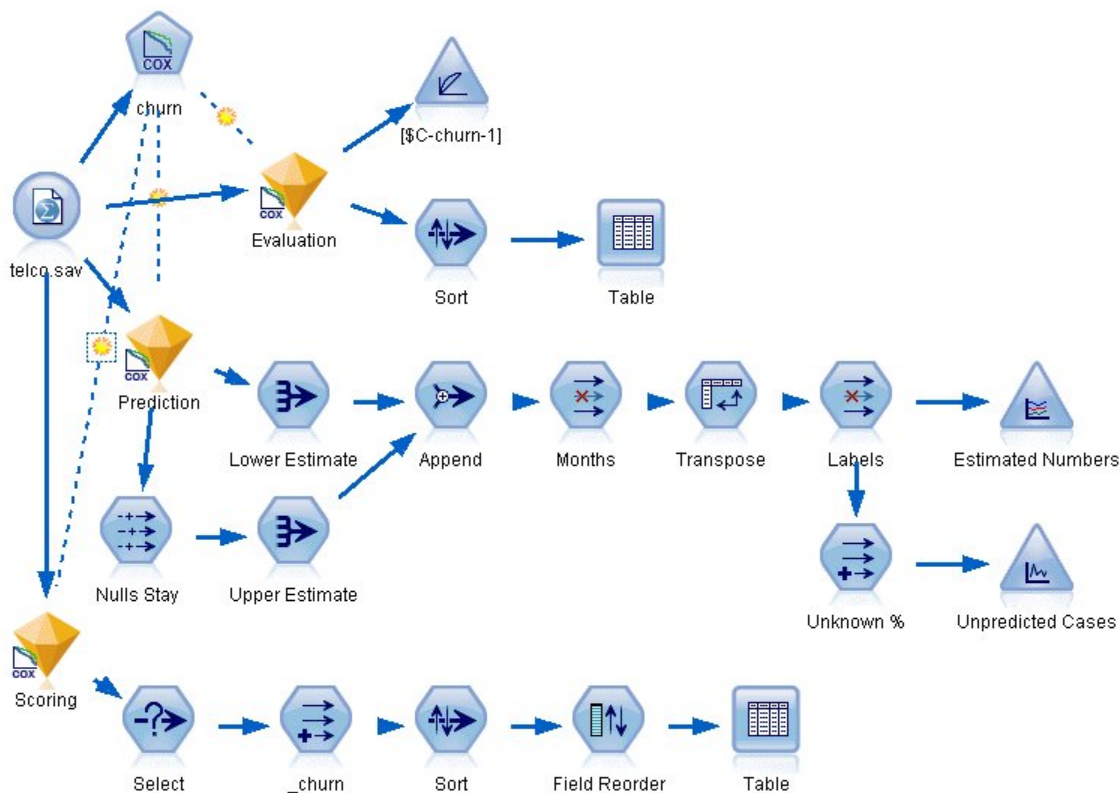 COX
churn
[$C-churn-1]
COX
telco.sav
Evaluation
Sort
Table
COX
Prediction
Lower Estimate
Append
Months
Transpose
Labels
Estimated Numbers
Nulls Stay
Upper Estimate
Unknown %
Unpredicted Cases
COX
Scoring
Select
_churn
Sort
Field Reorder
Table